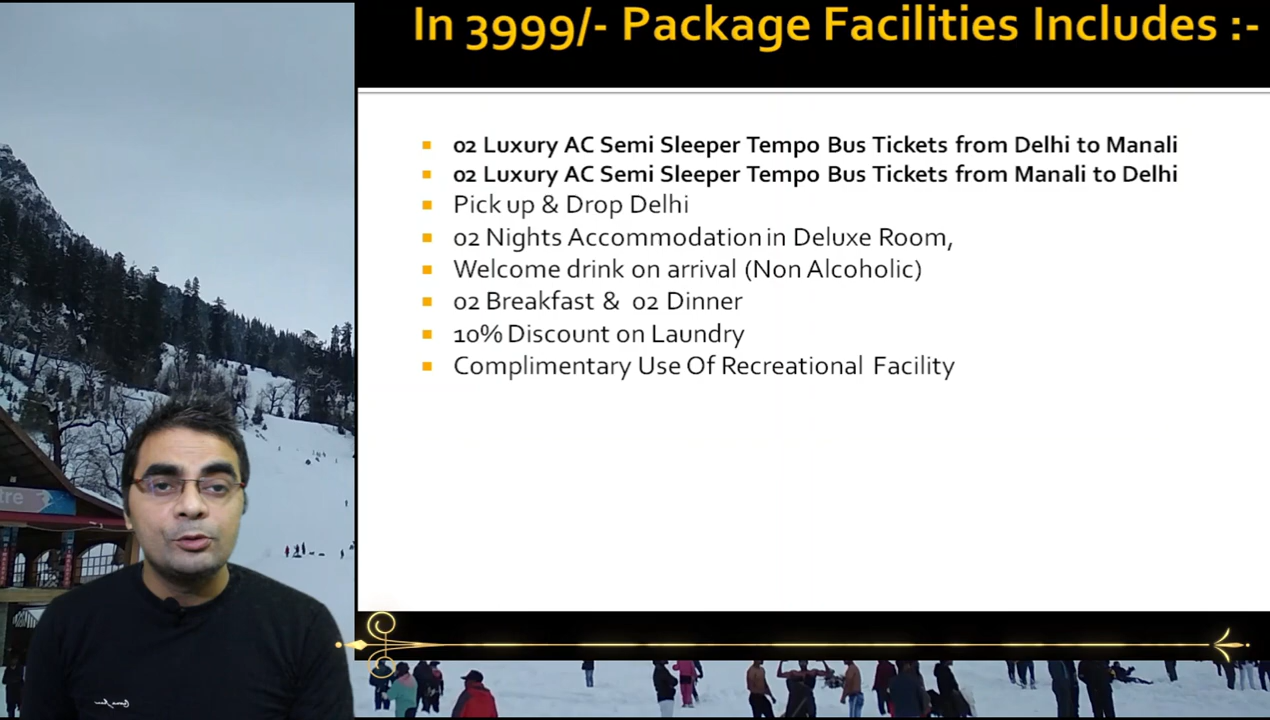 In 3999/- Package Facilities Includes :-
02 Luxury AC Semi Sleeper Tempo Bus Tickets from Delhi to Manali
02 Luxury AC Semi Sleeper Tempo Bus Tickets from Manali to Delhi
Pick up & Drop Delhi
02 Nights Accommodation in Deluxe Room,
Welcome drink on arrival (Non Alcoholic)
02 Breakfast & 02 Dinner
10% Discount on Laundry
Complimentary Use Of Recreational Facility